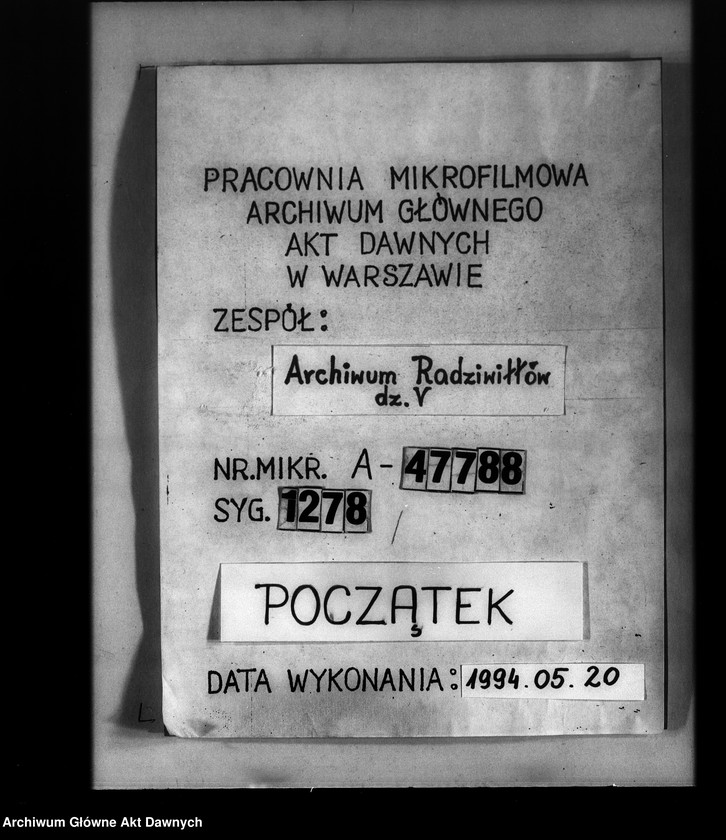 PRACOWNIA MIKROFILMOWA
ARCHIWUM GŁÓWNEGO
AKT DAWNYCH
W WARSZAWIE
ZESPÓŁ:
Archiwum Radziwiłłów
dz. V
NR.MIKR. A-47788
SYG. 1278
POCZĄTEK
DATA WYKONANIA: 1994.05.20
Archiwum Główne Akt Dawnych